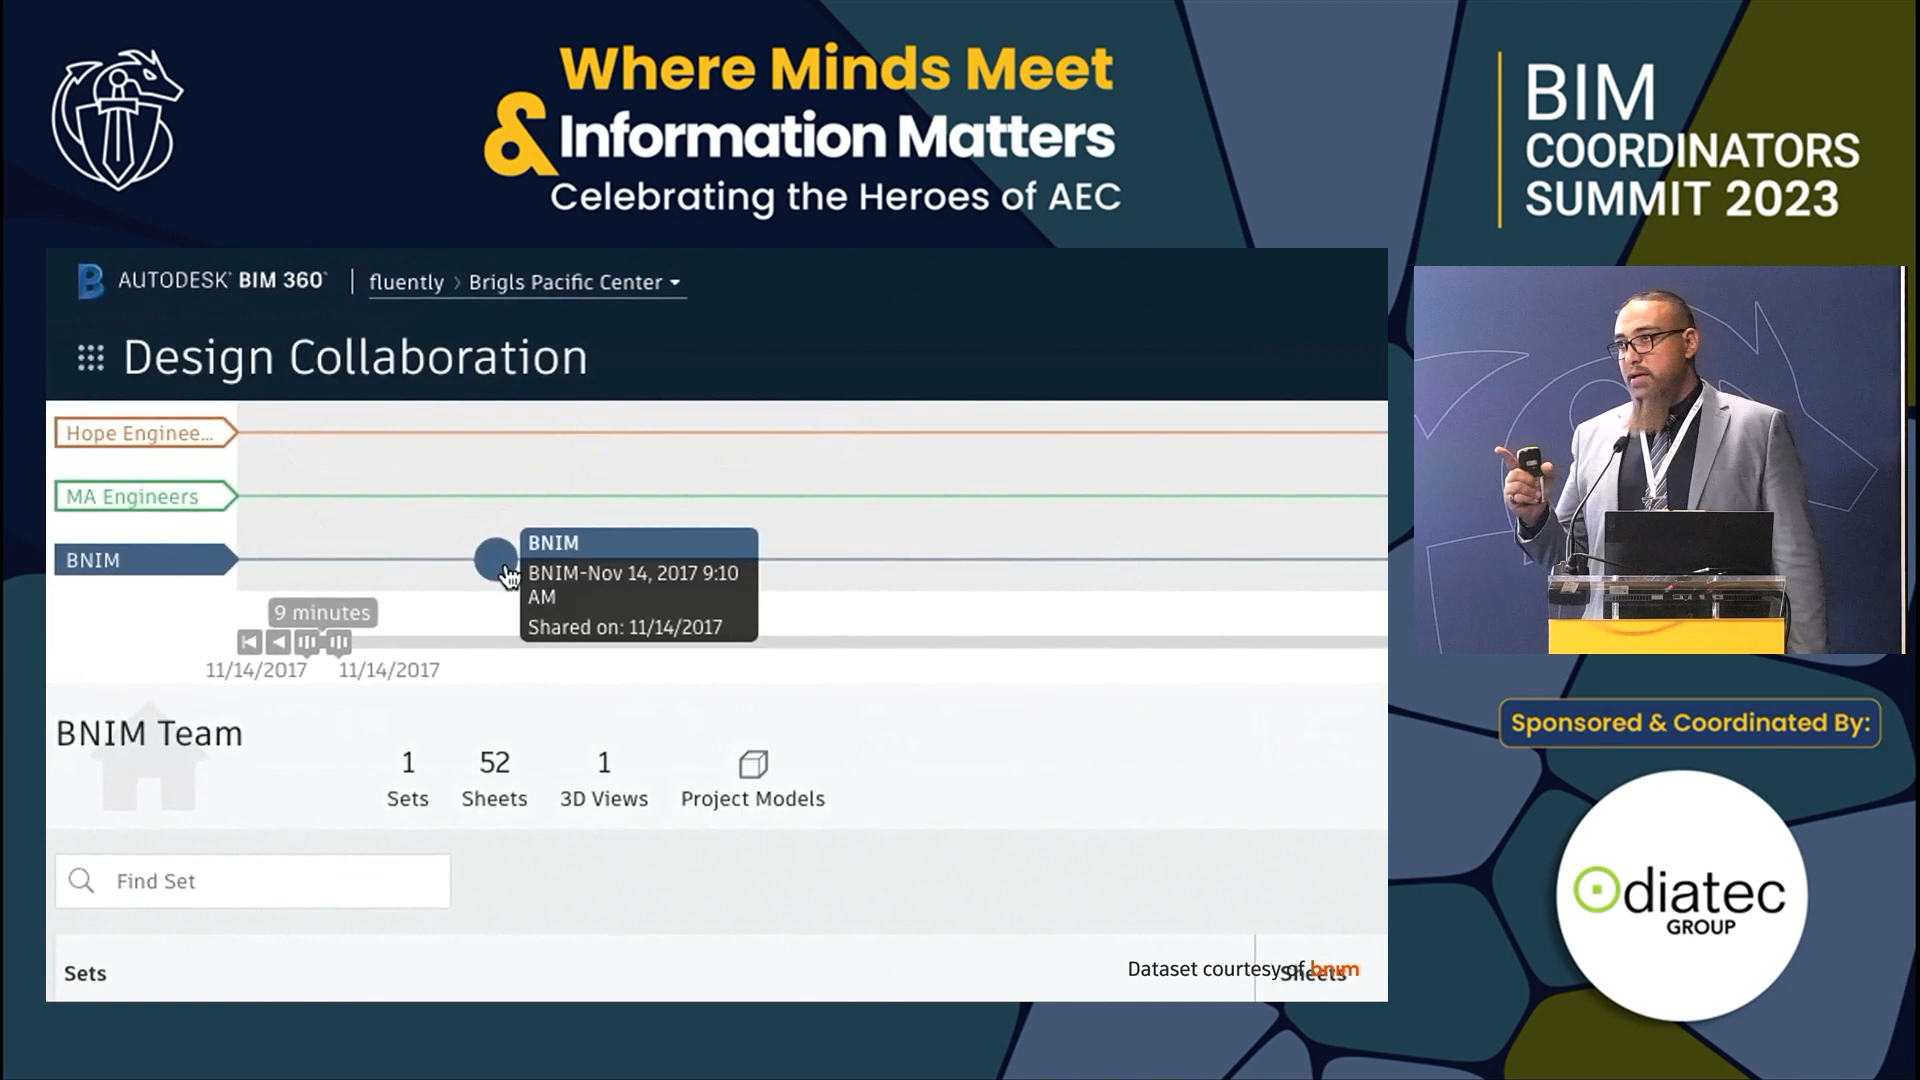 Where Minds Meet
& Information Matters
Celebrating the Heroes of AEC
BIM
COORDINATORS
SUMMIT 2023
AUTODESK® BIM 360™ | fluently > Brigls Pacific Center
Design Collaboration
Hope Enginee...
MA Engineers
BNIM
BNIM
BNIM-Nov 14, 2017 9:10
AM
Shared on: 11/14/2017
9 minutes
11/14/2017 11/14/2017
BNIM Team
1 52 1
Sets Sheets 3D Views Project Models
Find Set
Sets Sheets
Dataset courtesy of bnim
Sponsored & Coordinated By:
diatec
GROUP